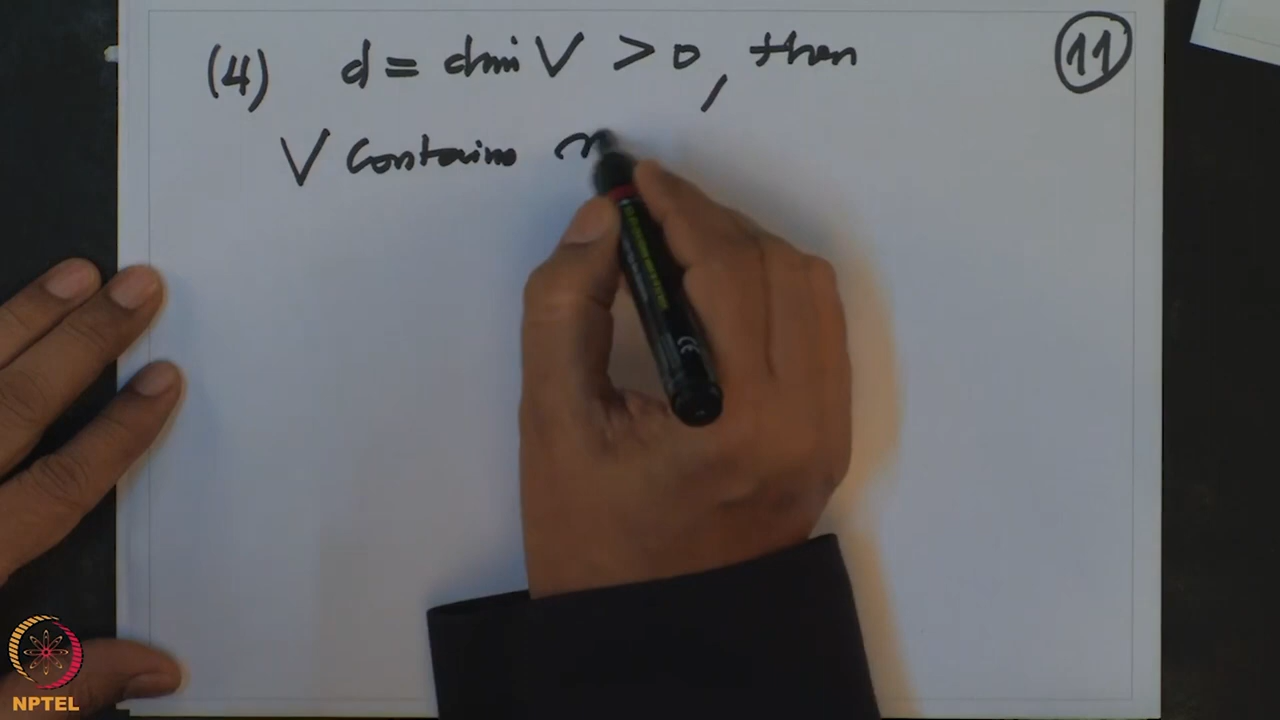 (4) d = dim V > 0, then
11
V contains
NPTEL